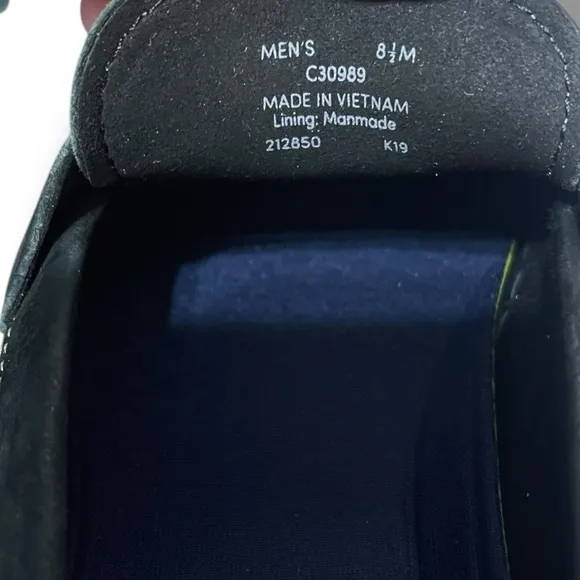 MEN'S 8½M
C30989
MADE IN VIETNAM
Lining: Manmade
212850 K19